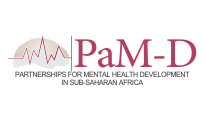 PaM-D
PARTNERSHIPS FOR MENTAL HEALTH DEVELOPMENT
IN SUB-SAHARAN AFRICA